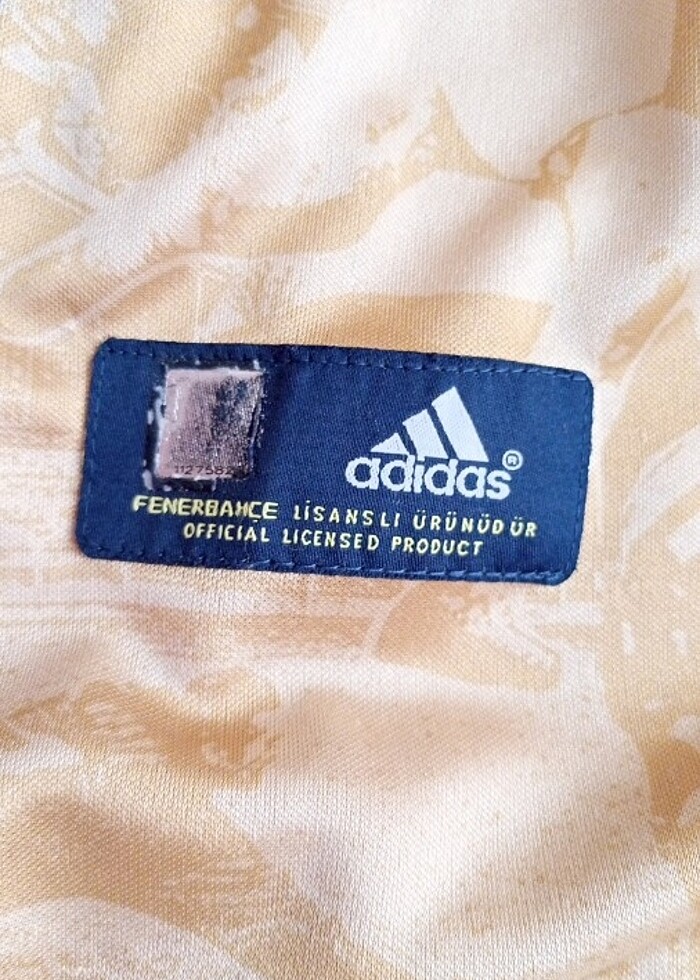 adidas®
FENERBAHÇE LİSANSLI ÜRÜNÜDÜR
OFFICIAL LICENSED PRODUCT